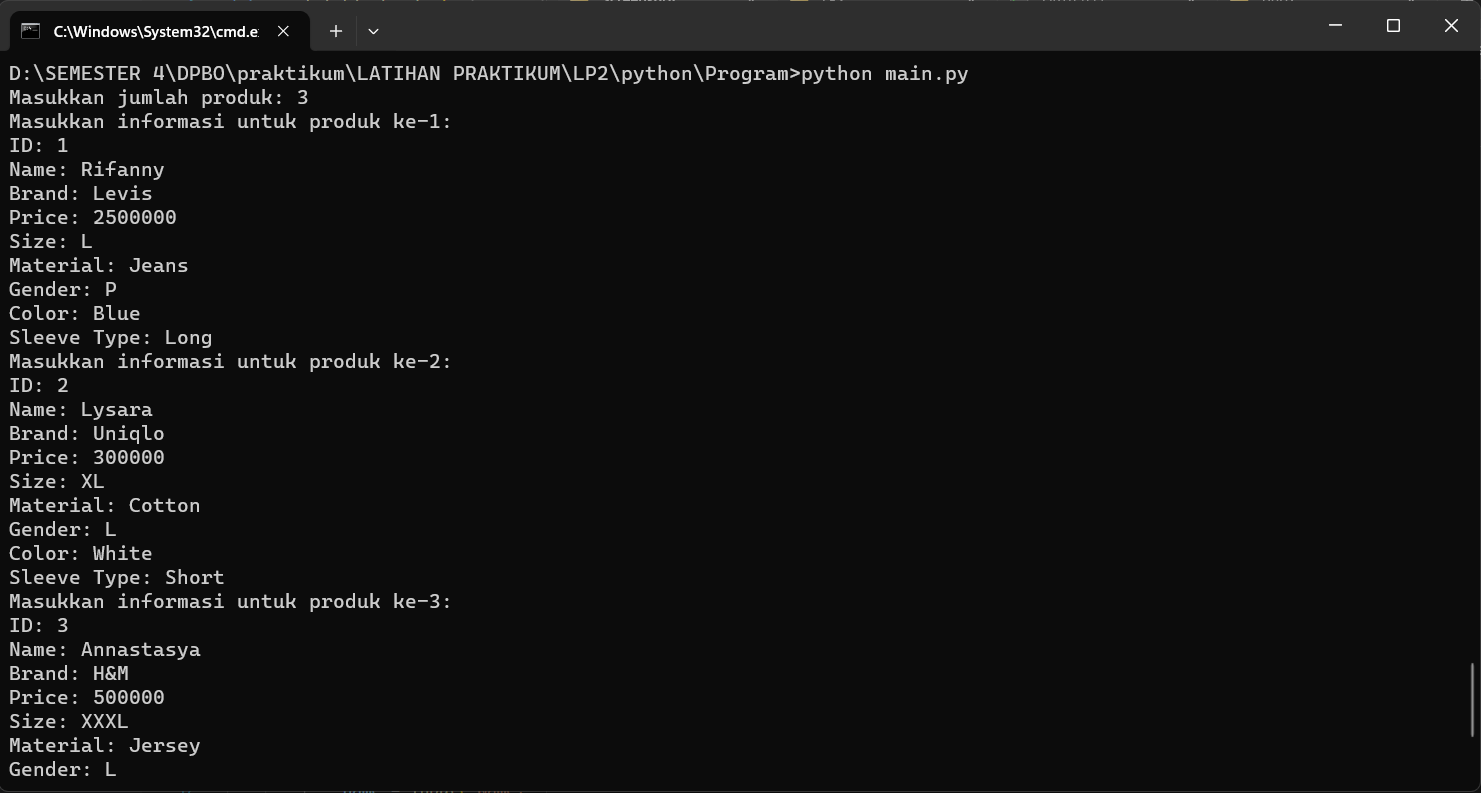 C:\Windows\System32\cmd.e
D:\SEMESTER 4\DPBO\praktikum\LATIHAN PRAKTIKUM\LP2\python\Program>python main.py
Masukkan jumlah produk: 3
Masukkan informasi untuk produk ke-1:
ID: 1
Name: Rifanny
Brand: Levis
Price: 2500000
Size: L
Material: Jeans
Gender: P
Color: Blue
Sleeve Type: Long
Masukkan informasi untuk produk ke-2:
ID: 2
Name: Lysara
Brand: Uniqlo
Price: 300000
Size: XL
Material: Cotton
Gender: L
Color: White
Sleeve Type: Short
Masukkan informasi untuk produk ke-3:
ID: 3
Name: Annastasya
Brand: H&M
Price: 500000
Size: XXXL
Material: Jersey
Gender: L